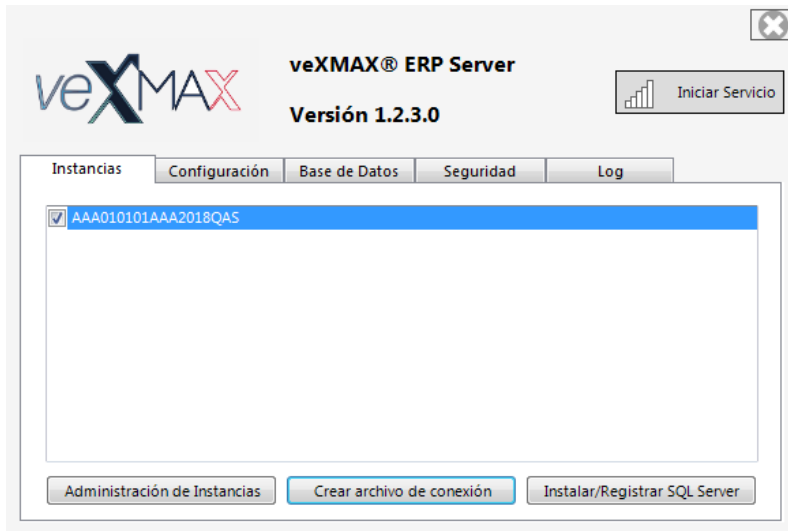 veXMAX
veXMAX® ERP Server
Versión 1.2.3.0
Iniciar Servicio
Instancias
Configuración
Base de Datos
Seguridad
Log
AAA010101AAA2018QAS
Administración de Instancias
Crear archivo de conexión
Instalar/Registrar SQL Server